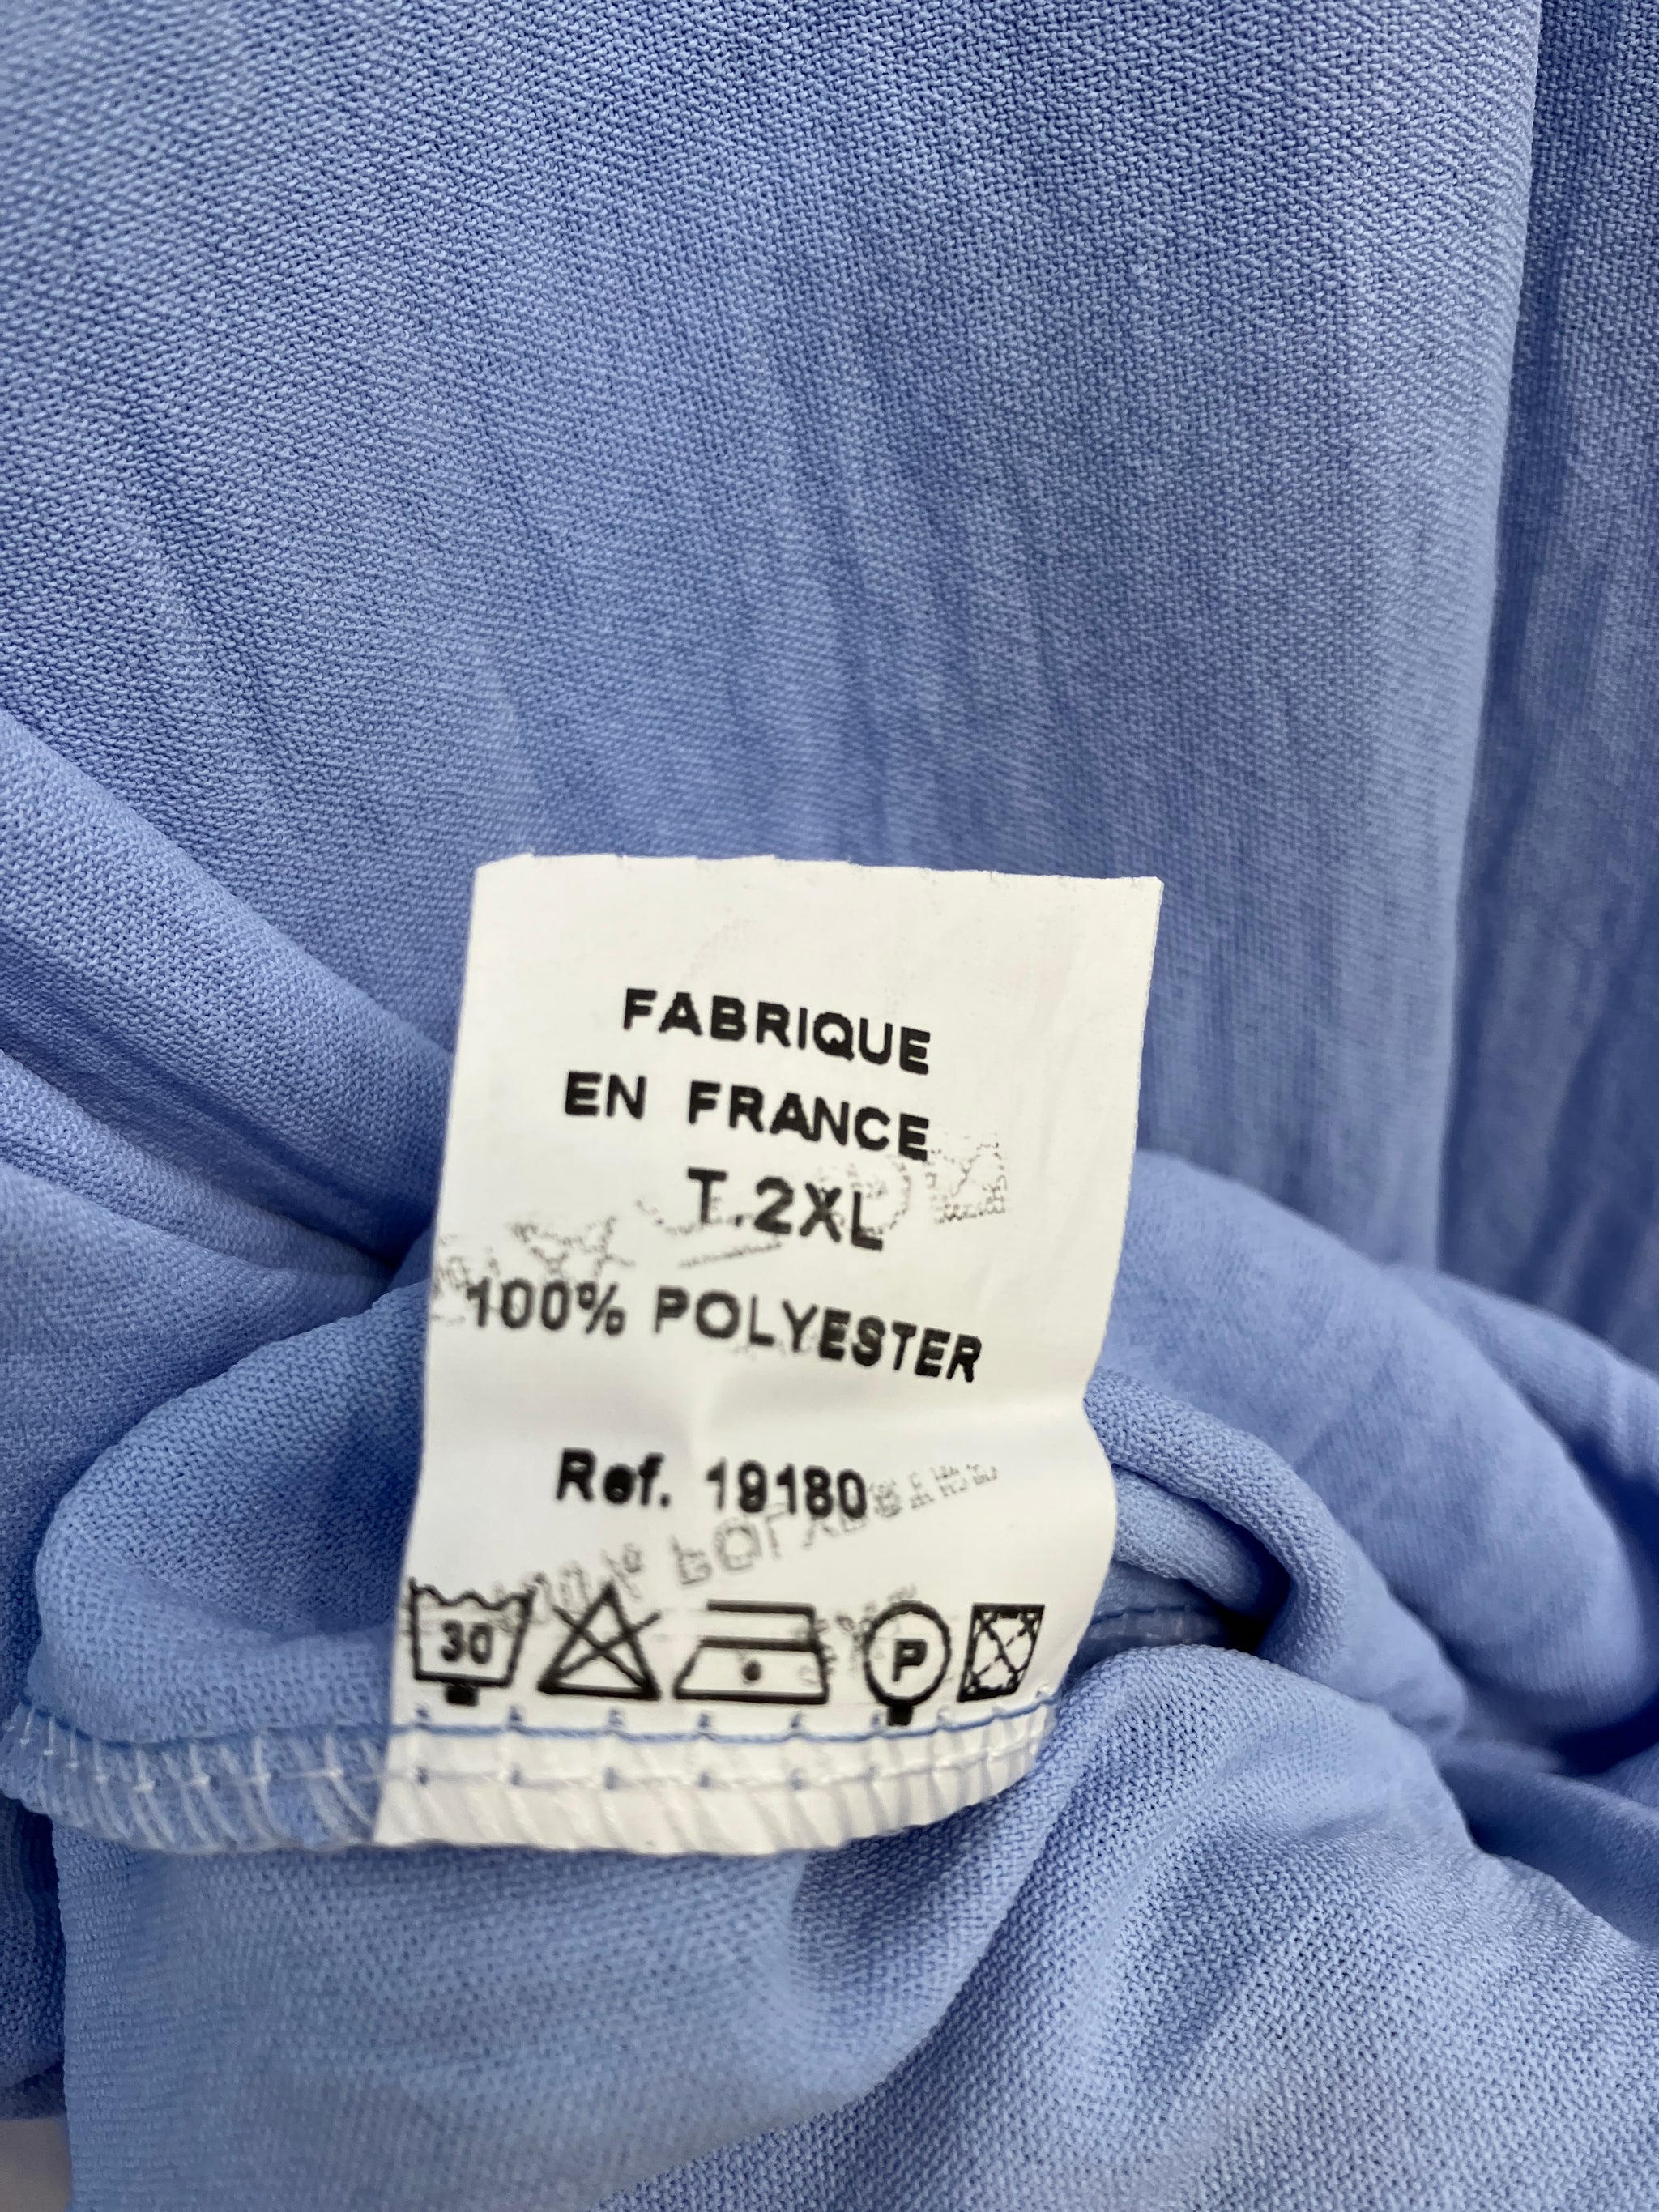 FABRIQUE
EN FRANCE
T.2XL
100% POLYESTER
Ref. 19180
30 P